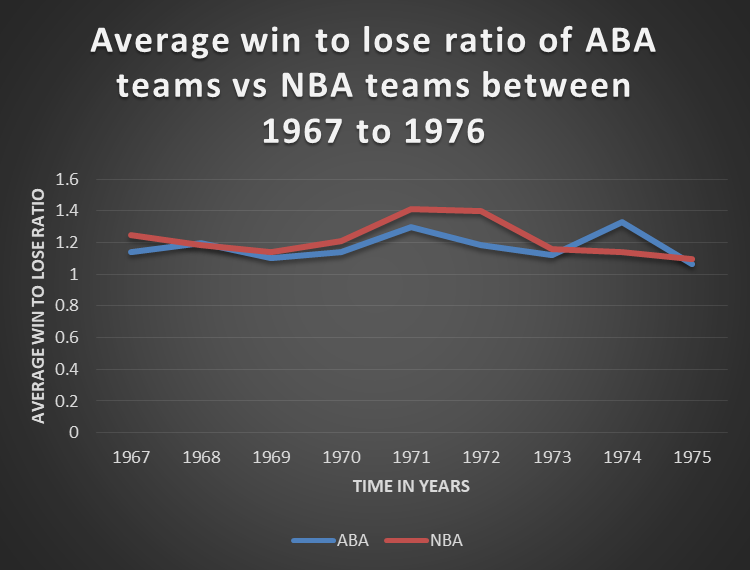 Average win to lose ratio of ABA
teams vs NBA teams between
1967 to 1976
AVERAGE WIN TO LOSE RATIO
1.6
1.4
1.2
1
0.8
0.6
0.4
0.2
0
1967 1968 1969 1970 1971 1972 1973 1974 1975
TIME IN YEARS
ABA NBA